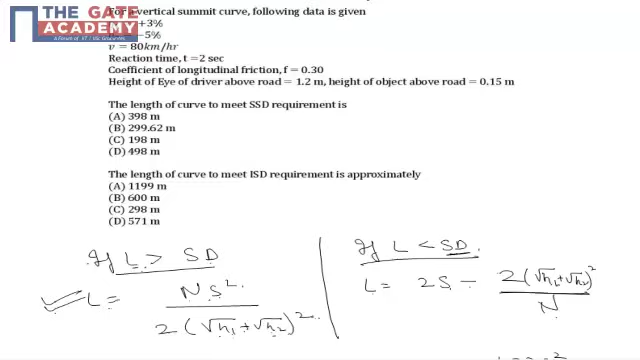 THE GATE
ACADEMY
A Forum of IIT / IISc Graduates
For a vertical summit curve, following data is given
+3%
−5%
v = 80km/hr
Reaction time, t =2 sec
Coefficient of longitudinal friction, f = 0.30
Height of Eye of driver above road = 1.2 m, height of object above road = 0.15 m
The length of curve to meet SSD requirement is
(A) 398 m
(B) 299.62 m
(C) 198 m
(D) 498 m
The length of curve to meet ISD requirement is approximately
(A) 1199 m
(B) 600 m
(C) 298 m
(D) 571 m
If L > SD
L = N S² / 2(√h₁ + √h₂)²
If L < SD.
L = 2S − 2(√h₁ + √h₂)² / N